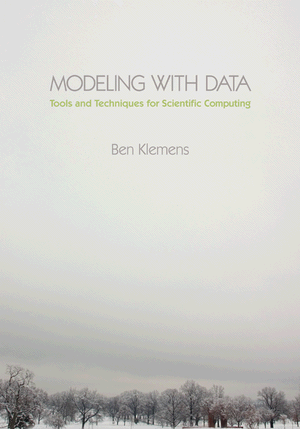 MODELING WITH DATA
Tools and Techniques for Scientific Computing
Ben Klemens